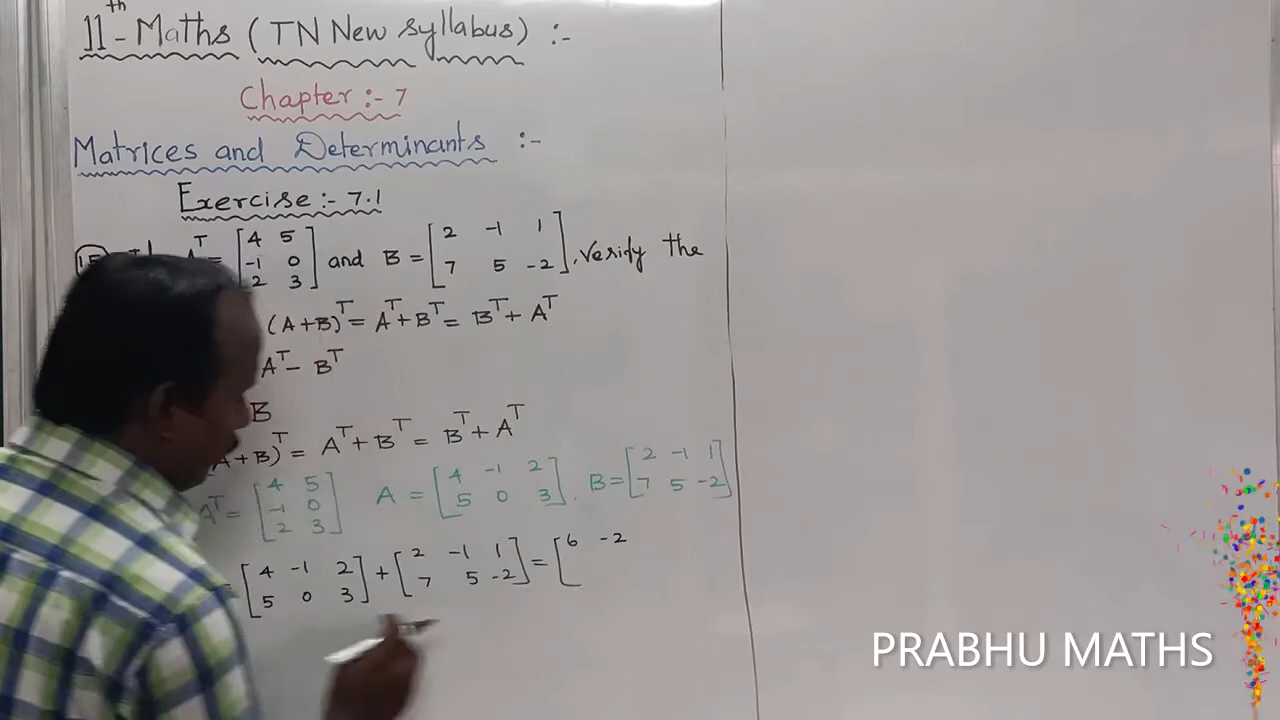 11th - Maths (TN New syllabus) :-
Chapter :- 7
Matrices and Determinants :-
Exercise :- 7.1
T = [4 5; -1 0; 2 3] and B = [2 -1 1; 7 5 -2], Verify the
(A+B)^T = A^T + B^T = B^T + A^T
A^T - B^T
B
A+B)^T = A^T + B^T = B^T + A^T
A^T = [4 5; -1 0; 2 3] A = [4 -1 2; 5 0 3], B = [2 -1 1; 7 5 -2]
= [4 -1 2; 5 0 3] + [2 -1 1; 7 5 -2] = [6 -2
PRABHU MATHS